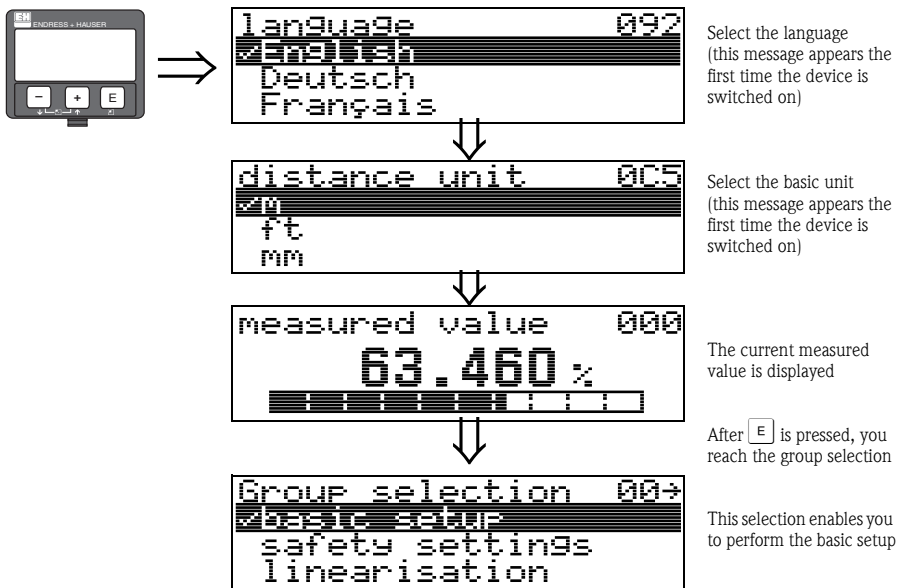 EH ENDRESS + HAUSER
- + E
language 092
✓English
Deutsch
Français
Select the language
(this message appears the
first time the device is
switched on)
distance unit 0C5
✓m
ft
mm
Select the basic unit
(this message appears the
first time the device is
switched on)
measured value 000
63.460 %
The current measured
value is displayed
After E is pressed, you
reach the group selection
Group selection 00→
✓basic setup
safety settings
linearisation
This selection enables you
to perform the basic setup